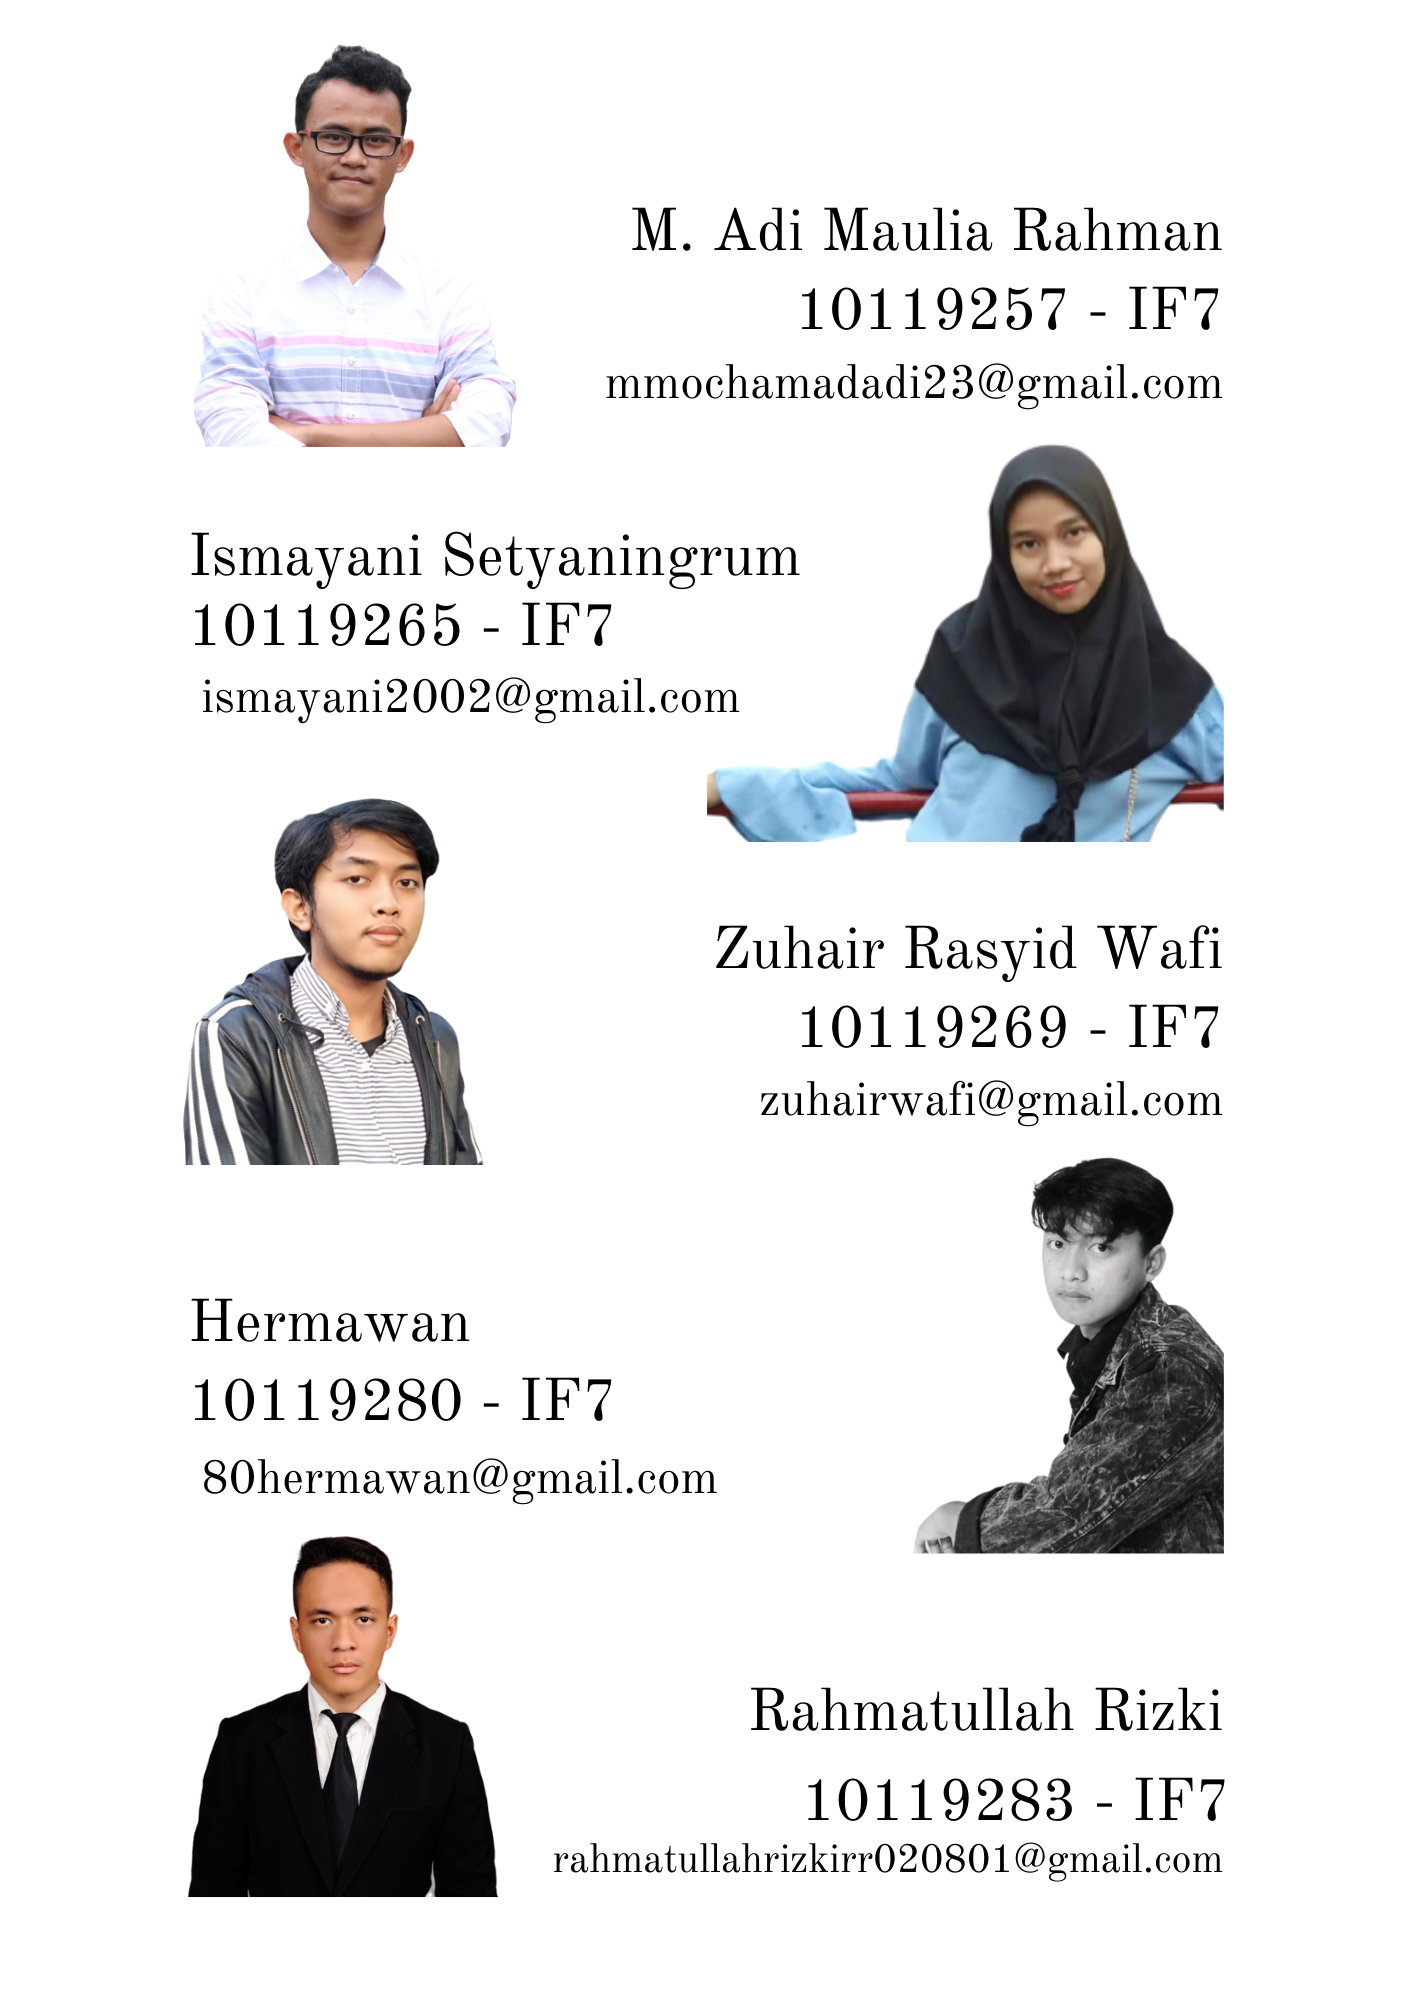 M. Adi Maulia Rahman
10119257 - IF7
mmochamadadi23@gmail.com
Ismayani Setyaningrum
10119265 - IF7
ismayani2002@gmail.com
Zuhair Rasyid Wafi
10119269 - IF7
zuhairwafi@gmail.com
Hermawan
10119280 - IF7
80hermawan@gmail.com
Rahmatullah Rizki
10119283 - IF7
rahmatullahrizkirr020801@gmail.com